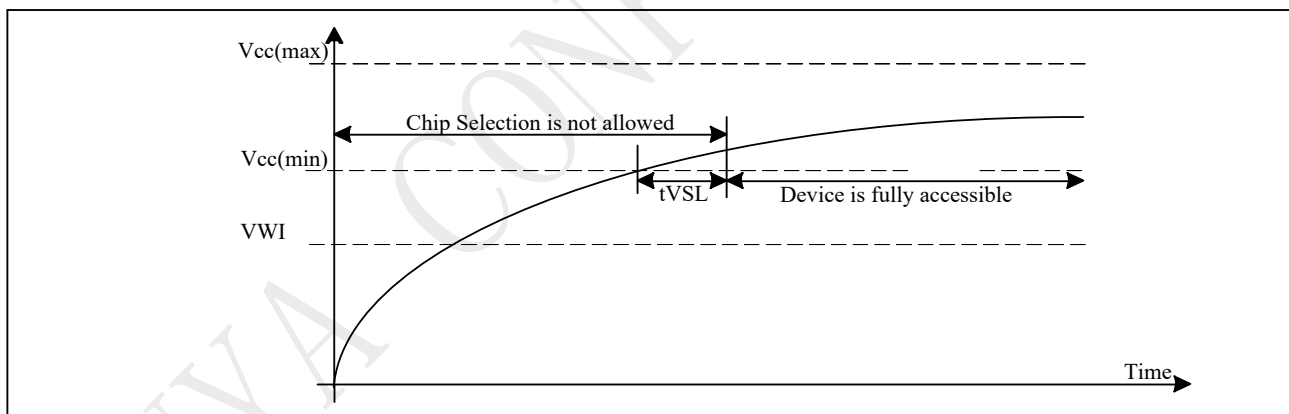 Vcc(max)
Chip Selection is not allowed
Vcc(min)
tVSL
Device is fully accessible
VWI
Time